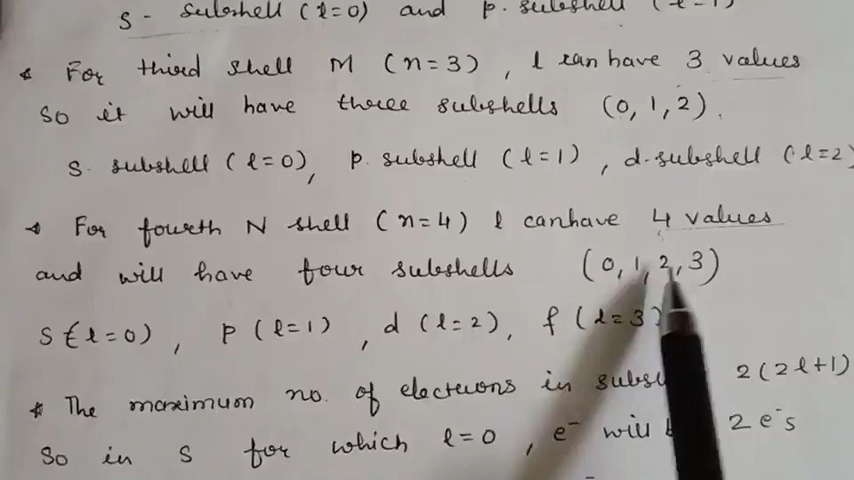 s - subshell (l=0) and p. subshell (l=1)
* For third shell M (n=3), l can have 3 values
so it will have three subshells (0,1,2).
s. subshell (l=0), p. subshell (l=1), d-subshell (l=2)
* For fourth N shell (n=4) l can have 4 values
and will have four subshells (0,1,2,3)
s (l=0), p (l=1), d (l=2), f (l=3)
* The maximum no. of electrons in 2(2l+1)
so in s for which l=0, e⁻ will 2 e⁻s